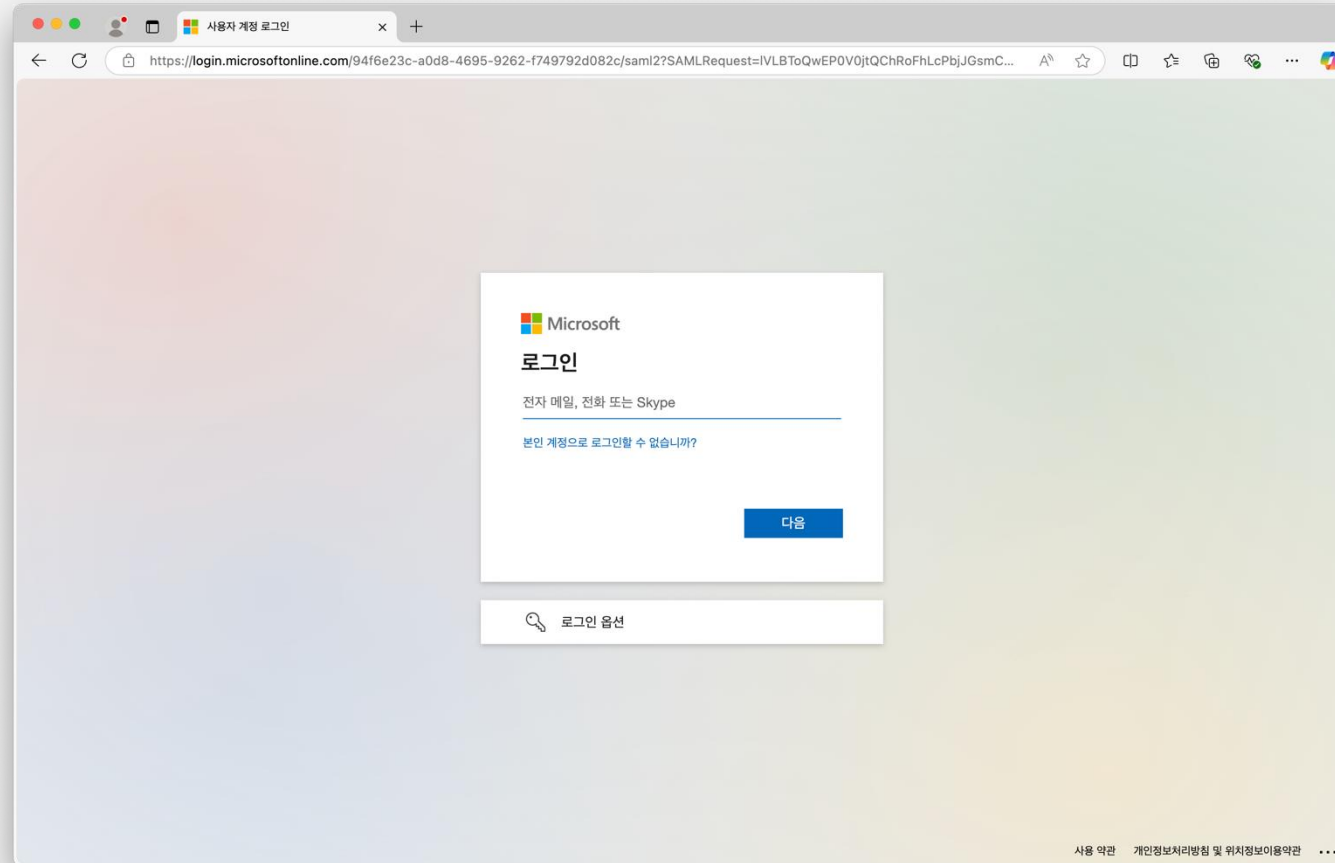 사용자 계정 로그인
https://login.microsoftonline.com/94f6e23c-a0d8-4695-9262-f749792d082c/saml2?SAMLRequest=lVLBToQwEP0V0jtQChRoFhLcPbjJGsmC...
Microsoft
로그인
전자 메일, 전화 또는 Skype
본인 계정으로 로그인할 수 없습니까?
다음
로그인 옵션
사용 약관 개인정보처리방침 및 위치정보이용약관 ...